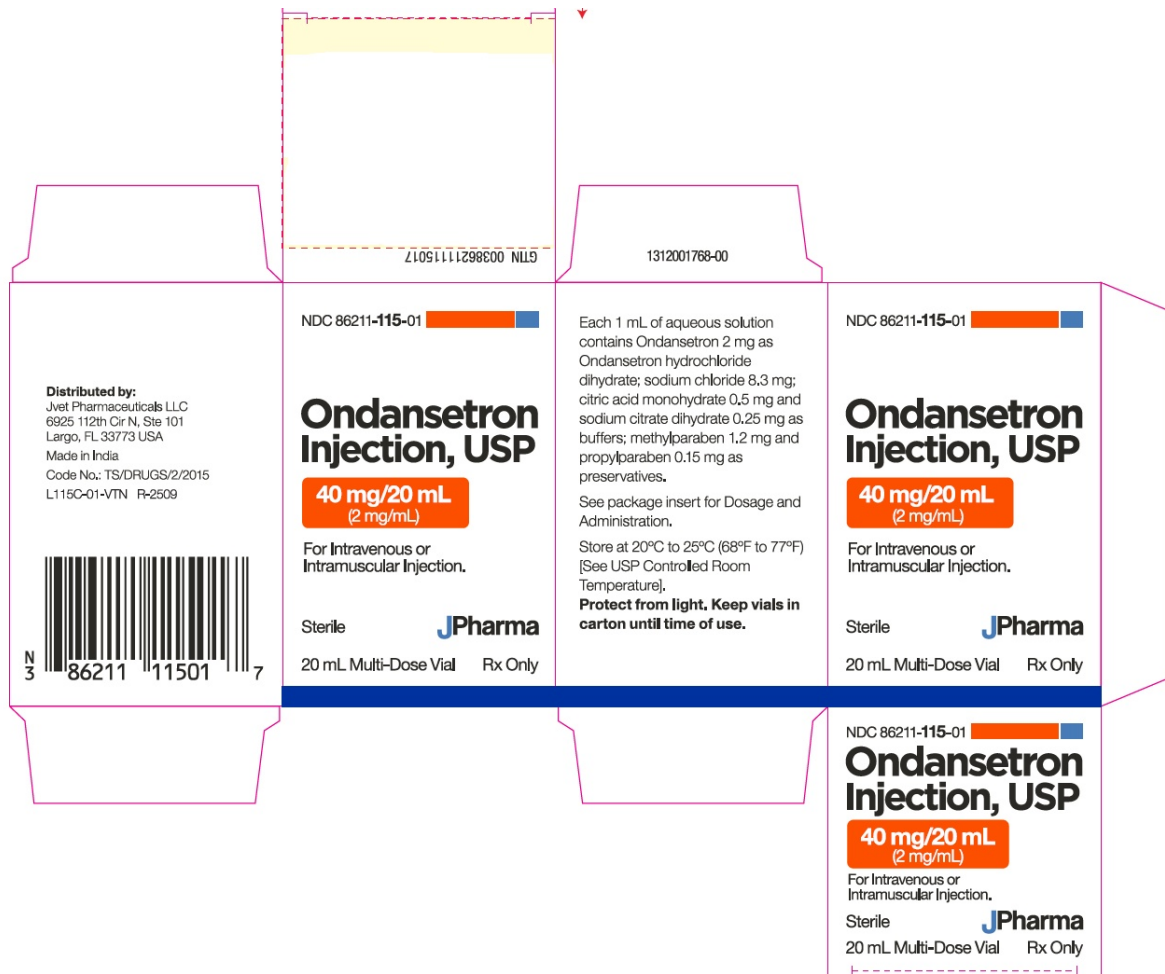 GTIN 00386211115017
1312001768-00
Distributed by:
Jvet Pharmaceuticals LLC
6925 112th Cir N, Ste 101
Largo, FL 33773 USA
Made in India
Code No.: TS/DRUGS/2/2015
L115C-01-VTN R-2509
N
3
86211 11501 7
NDC 86211-115-01
Ondansetron
Injection, USP
40 mg/20 mL
(2 mg/mL)
For Intravenous or
Intramuscular Injection.
Sterile
JPharma
20 mL Multi-Dose Vial Rx Only
Each 1 mL of aqueous solution
contains Ondansetron 2 mg as
Ondansetron hydrochloride
dihydrate; sodium chloride 8.3 mg;
citric acid monohydrate 0.5 mg and
sodium citrate dihydrate 0.25 mg as
buffers; methylparaben 1.2 mg and
propylparaben 0.15 mg as
preservatives.
See package insert for Dosage and
Administration.
Store at 20ºC to 25ºC (68ºF to 77ºF)
[See USP Controlled Room
Temperature].
Protect from light. Keep vials in
carton until time of use.
NDC 86211-115-01
Ondansetron
Injection, USP
40 mg/20 mL
(2 mg/mL)
For Intravenous or
Intramuscular Injection.
Sterile
JPharma
20 mL Multi-Dose Vial Rx Only
NDC 86211-115-01
Ondansetron
Injection, USP
40 mg/20 mL
(2 mg/mL)
For Intravenous or
Intramuscular Injection.
Sterile
JPharma
20 mL Multi-Dose Vial Rx Only